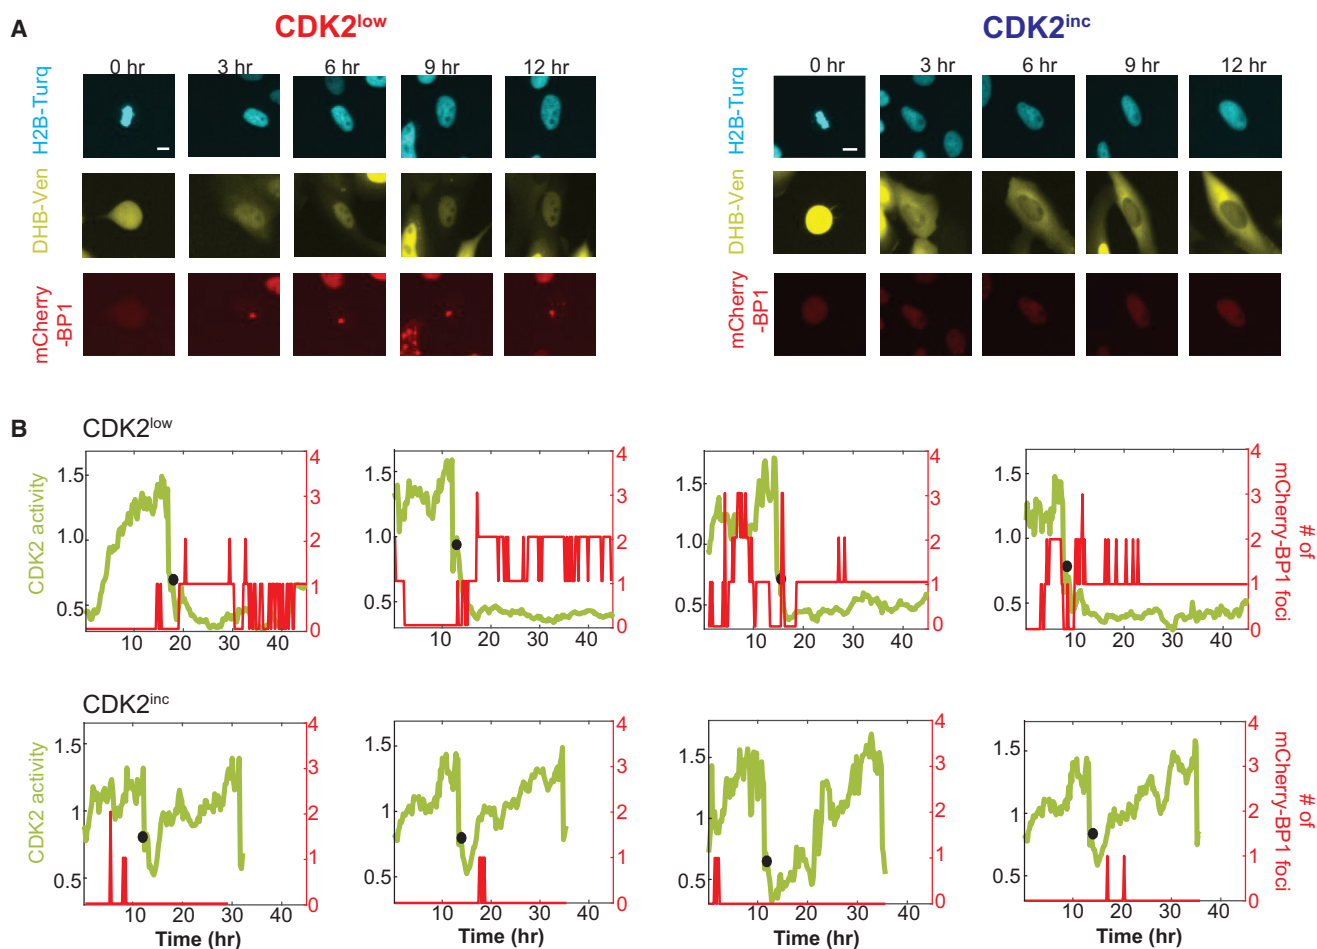 A
CDK2low
CDK2inc
0 hr 3 hr 6 hr 9 hr 12 hr
0 hr 3 hr 6 hr 9 hr 12 hr
H2B-Turq
H2B-Turq
DHB-Ven
DHB-Ven
mCherry
-BP1
mCherry
-BP1
B
CDK2low
CDK2 activity
1.5
1.0
0.5
10 20 30 40
4
3
2
1
0
1.5
1.0
0.5
10 20 30 40
4
3
2
1
0
1.5
1.0
0.5
10 20 30 40
4
3
2
1
0
1.5
1.0
0.5
10 20 30 40
4
3
2
1
0
# of
mCherry-BP1 foci
CDK2inc
CDK2 activity
1.5
1
0.5
10 20 30 40
Time (hr)
4
3
2
1
0
1.5
1
0.5
10 20 30 40
Time (hr)
4
3
2
1
0
1.5
1
0.5
10 20 30 40
Time (hr)
4
3
2
1
0
1.5
1
0.5
10 20 30 40
Time (hr)
4
3
2
1
0
# of
mCherry-BP1 foci